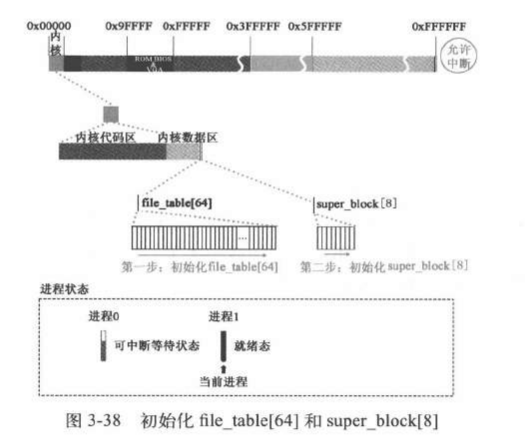 0x00000 0x9FFFF 0xFFFFF 0x3FFFFF 0x5FFFFF 0xFFFFFF
内核
ROM BIOS
&
VGA
允许中断
内核代码区 内核数据区
file_table[64] super_block[8]
...
第一步：初始化file_table[64] 第二步：初始化super_block[8]
进程状态
进程0 进程1
可中断等待状态 就绪态
当前进程
图 3-38 初始化 file_table[64] 和 super_block[8]